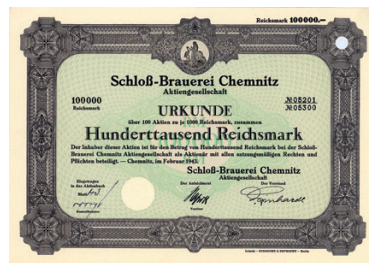 Reichsmark 100000.—
Schloß-Brauerei Chemnitz
Aktiengesellschaft
100000
Reichsmark
№05201
№05300
URKUNDE
über 100 Aktien zu je 1000 Reichsmark, zusammen
Hunderttausend Reichsmark
Der Inhaber dieser Aktien ist für den Betrag von Hunderttausend Reichsmark bei der Schloß-
Brauerei Chemnitz Aktiengesellschaft als Aktionär mit allen satzungsmäßigen Rechten und
Pflichten beteiligt. — Chemnitz, im Februar 1943.
Schloß-Brauerei Chemnitz
Aktiengesellschaft
Eingetragen
in das Aktienbuch
Blatt
Der Aufsichtsrat
Der Vorstand
Vorsitzer